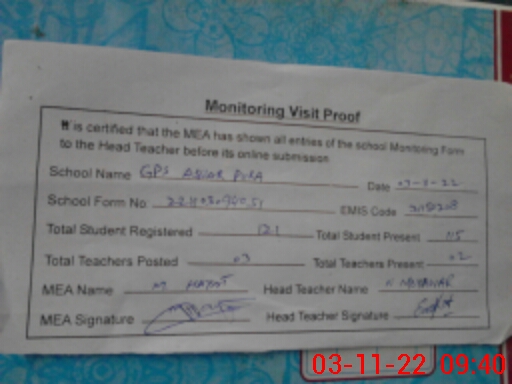 Monitoring Visit Proof
It is certified that the MEA has shown all entries of the school Monitoring Form
to the Head Teacher before its online submission
School Name GPS
Date
School Form No
EMIS Code
Total Student Registered 121 Total Student Present 115
Total Teachers Posted 03 Total Teachers Present 02
MEA Name M Head Teacher Name
MEA Signature Head Teacher Signature
03-11-22 09:40